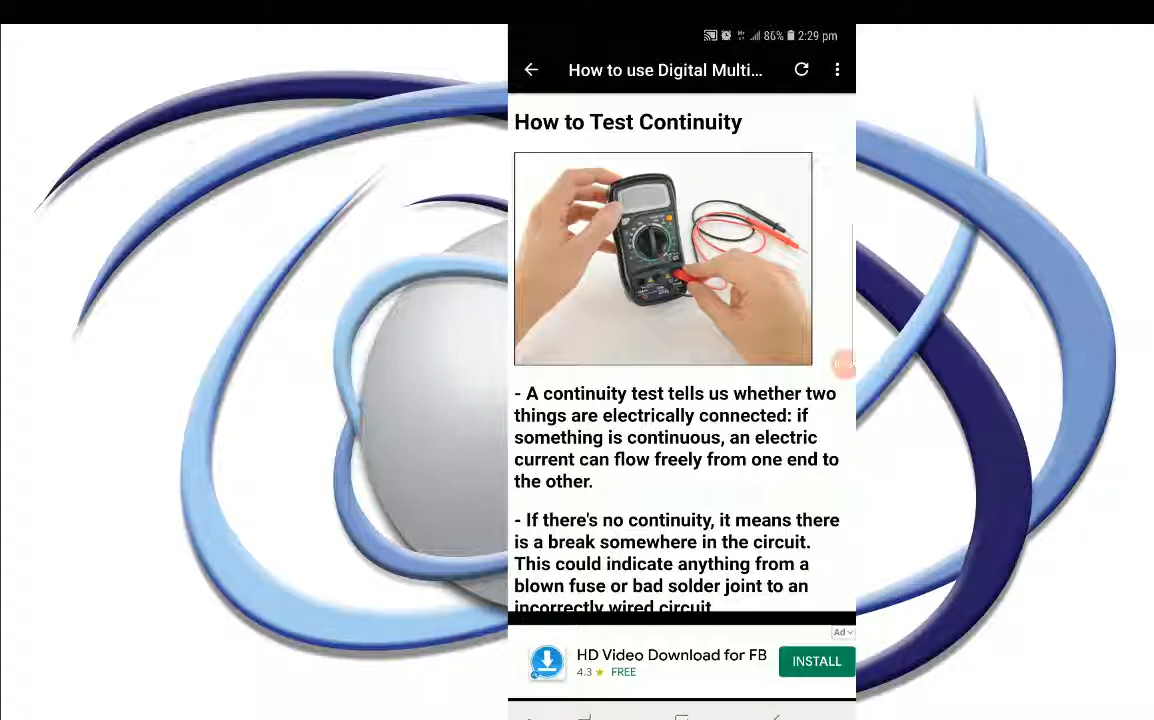 86% 2:29 pm
How to use Digital Multi...
How to Test Continuity
- A continuity test tells us whether two
things are electrically connected: if
something is continuous, an electric
current can flow freely from one end to
the other.
- If there's no continuity, it means there
is a break somewhere in the circuit.
This could indicate anything from a
blown fuse or bad solder joint to an
incorrectly wired circuit
Ad
HD Video Download for FB
4.3 ★ FREE
INSTALL